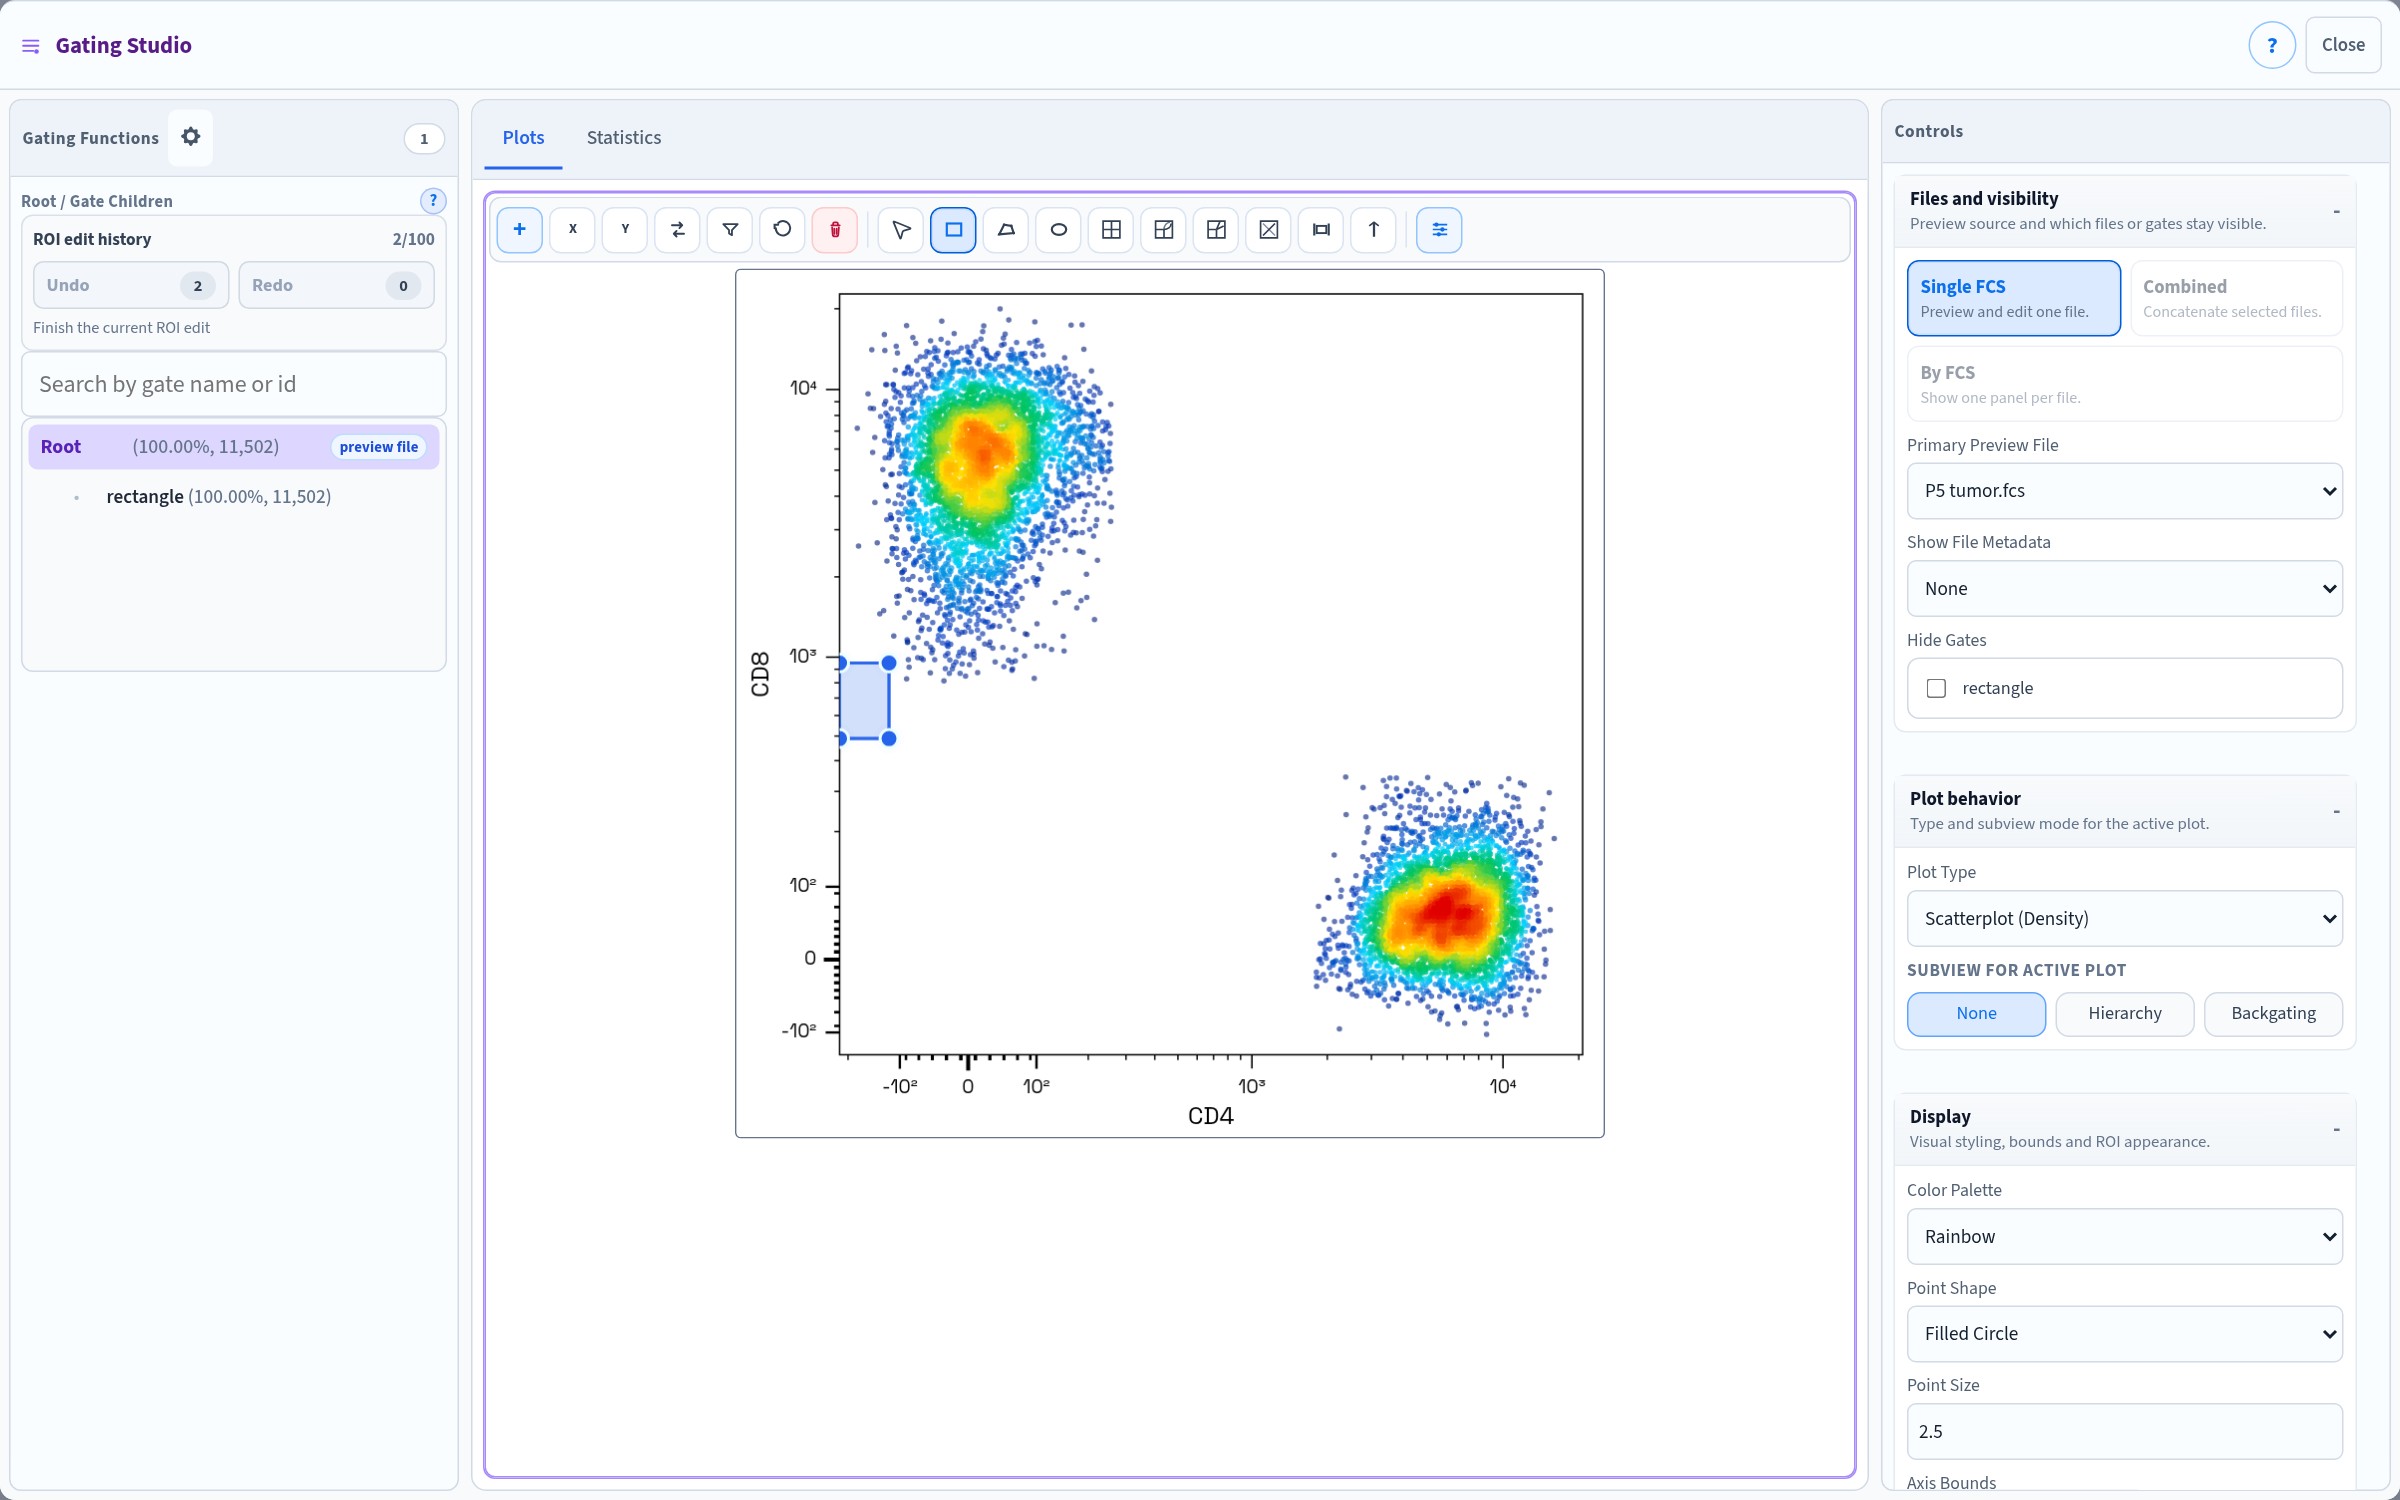 Gating Studio
?
Close
Gating Functions
1
Root / Gate Children
?
ROI edit history
2/100
Undo
2
Redo
0
Finish the current ROI edit
Search by gate name or id
Root
(100.00%, 11,502)
preview file
rectangle (100.00%, 11,502)
Plots
Statistics
+
X
Y
CD8
10⁴
10³
10²
0
-10²
-10²
0
10²
10³
10⁴
CD4
Controls
Files and visibility
Preview source and which files or gates stay visible.
-
Single FCS
Preview and edit one file.
Combined
Concatenate selected files.
By FCS
Show one panel per file.
Primary Preview File
P5 tumor.fcs
Show File Metadata
None
Hide Gates
rectangle
Plot behavior
Type and subview mode for the active plot.
-
Plot Type
Scatterplot (Density)
SUBVIEW FOR ACTIVE PLOT
None
Hierarchy
Backgating
Display
Visual styling, bounds and ROI appearance.
-
Color Palette
Rainbow
Point Shape
Filled Circle
Point Size
2.5
Axis Bounds